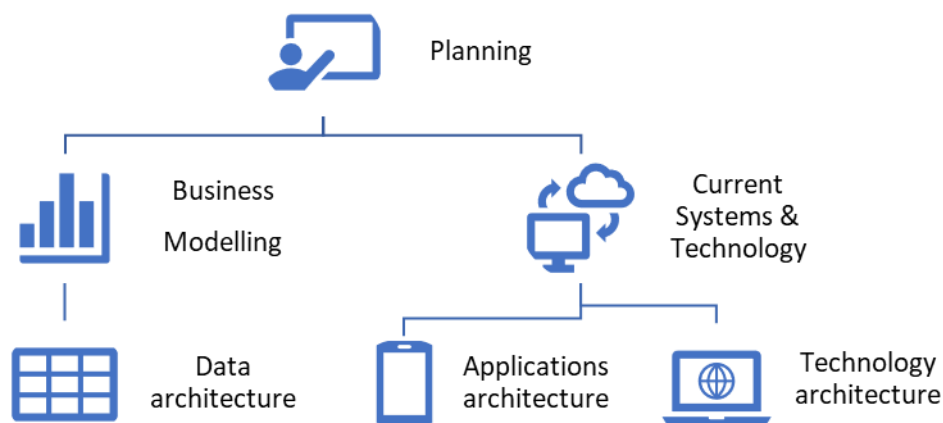 Planning
Business
Modelling
Current
Systems &
Technology
Data
architecture
Applications
architecture
Technology
architecture